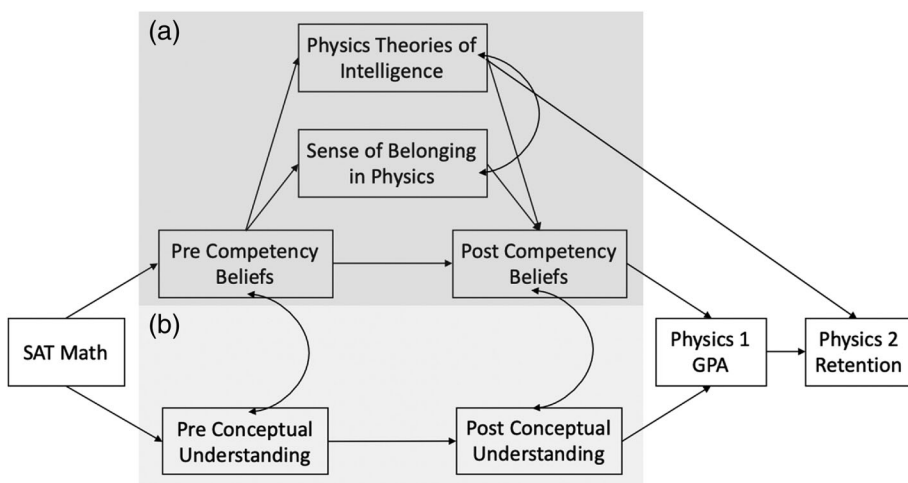 (a)
Physics Theories of
Intelligence
Sense of Belonging
in Physics
Pre Competency
Beliefs
Post Competency
Beliefs
(b)
SAT Math
Physics 1
GPA
Physics 2
Retention
Pre Conceptual
Understanding
Post Conceptual
Understanding